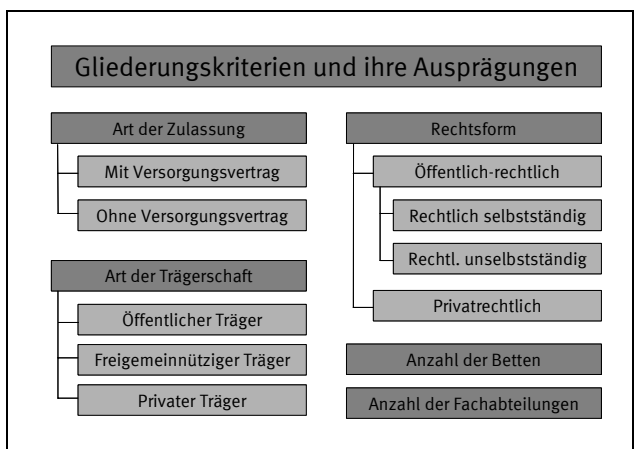 Gliederungskriterien und ihre Ausprägungen
Art der Zulassung
Mit Versorgungsvertrag
Ohne Versorgungsvertrag
Art der Trägerschaft
Öffentlicher Träger
Freigemeinnütziger Träger
Privater Träger
Rechtsform
Öffentlich-rechtlich
Rechtlich selbstständig
Rechtl. unselbstständig
Privatrechtlich
Anzahl der Betten
Anzahl der Fachabteilungen